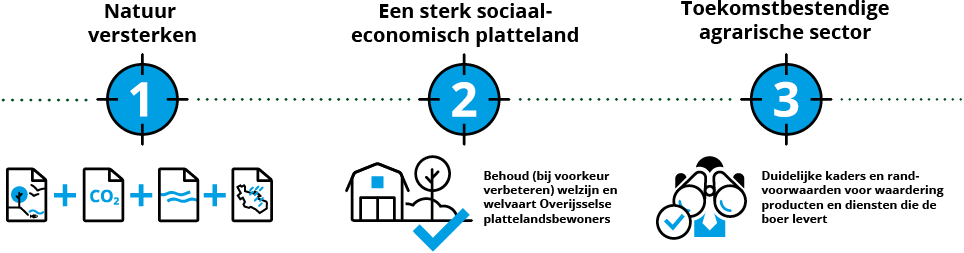 Natuur
versterken
1
CO₂
Een sterk sociaal-
economisch platteland
2
Behoud (bij voorkeur
verbeteren) welzijn en
welvaart Overijsselse
plattelandsbewoners
Toekomstbestendige
agrarische sector
3
Duidelijke kaders en rand-
voorwaarden voor waardering
producten en diensten die de
boer levert